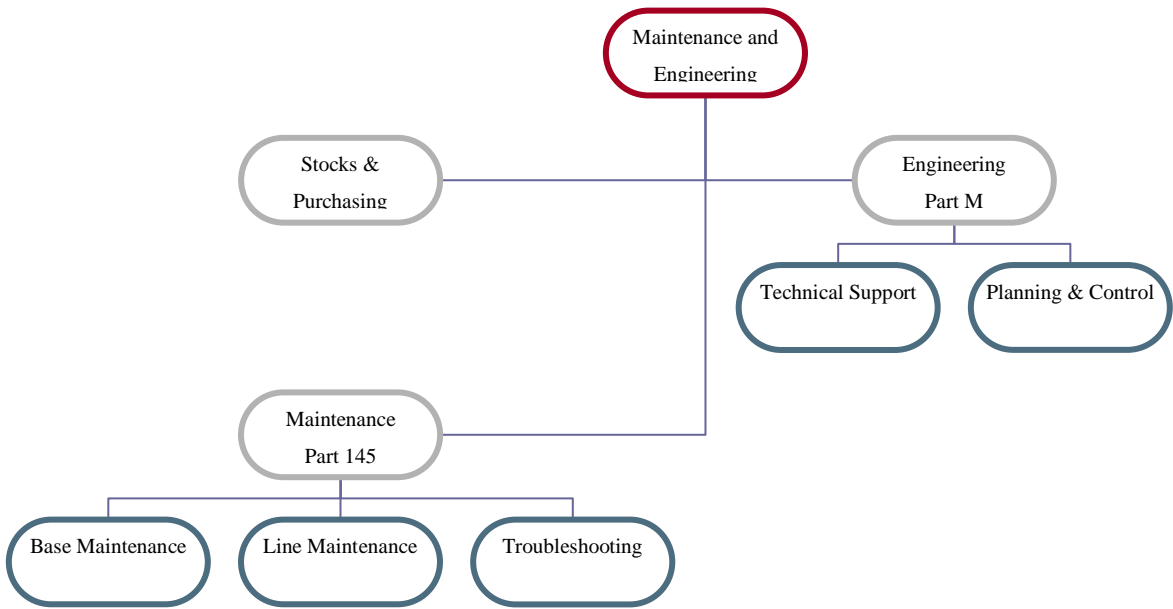 Maintenance and
Engineering
Stocks &
Purchasing
Engineering
Part M
Technical Support
Planning & Control
Maintenance
Part 145
Base Maintenance
Line Maintenance
Troubleshooting